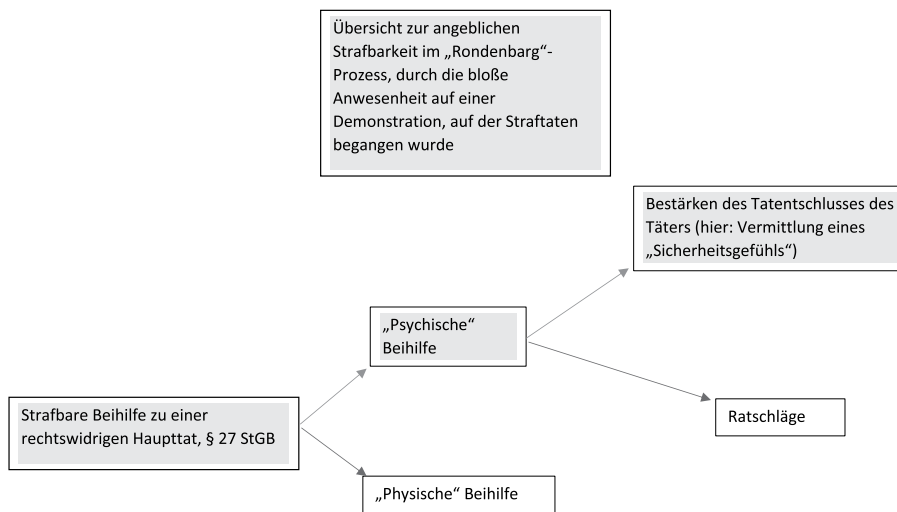 Übersicht zur angeblichen
Strafbarkeit im „Rondenbarg“-
Prozess, durch die bloße
Anwesenheit auf einer
Demonstration, auf der Straftaten
begangen wurde
Bestärken des Tatentschlusses des
Täters (hier: Vermittlung eines
„Sicherheitsgefühls“)
„Psychische“
Beihilfe
Strafbare Beihilfe zu einer
rechtswidrigen Haupttat, § 27 StGB
Ratschläge
„Physische“ Beihilfe